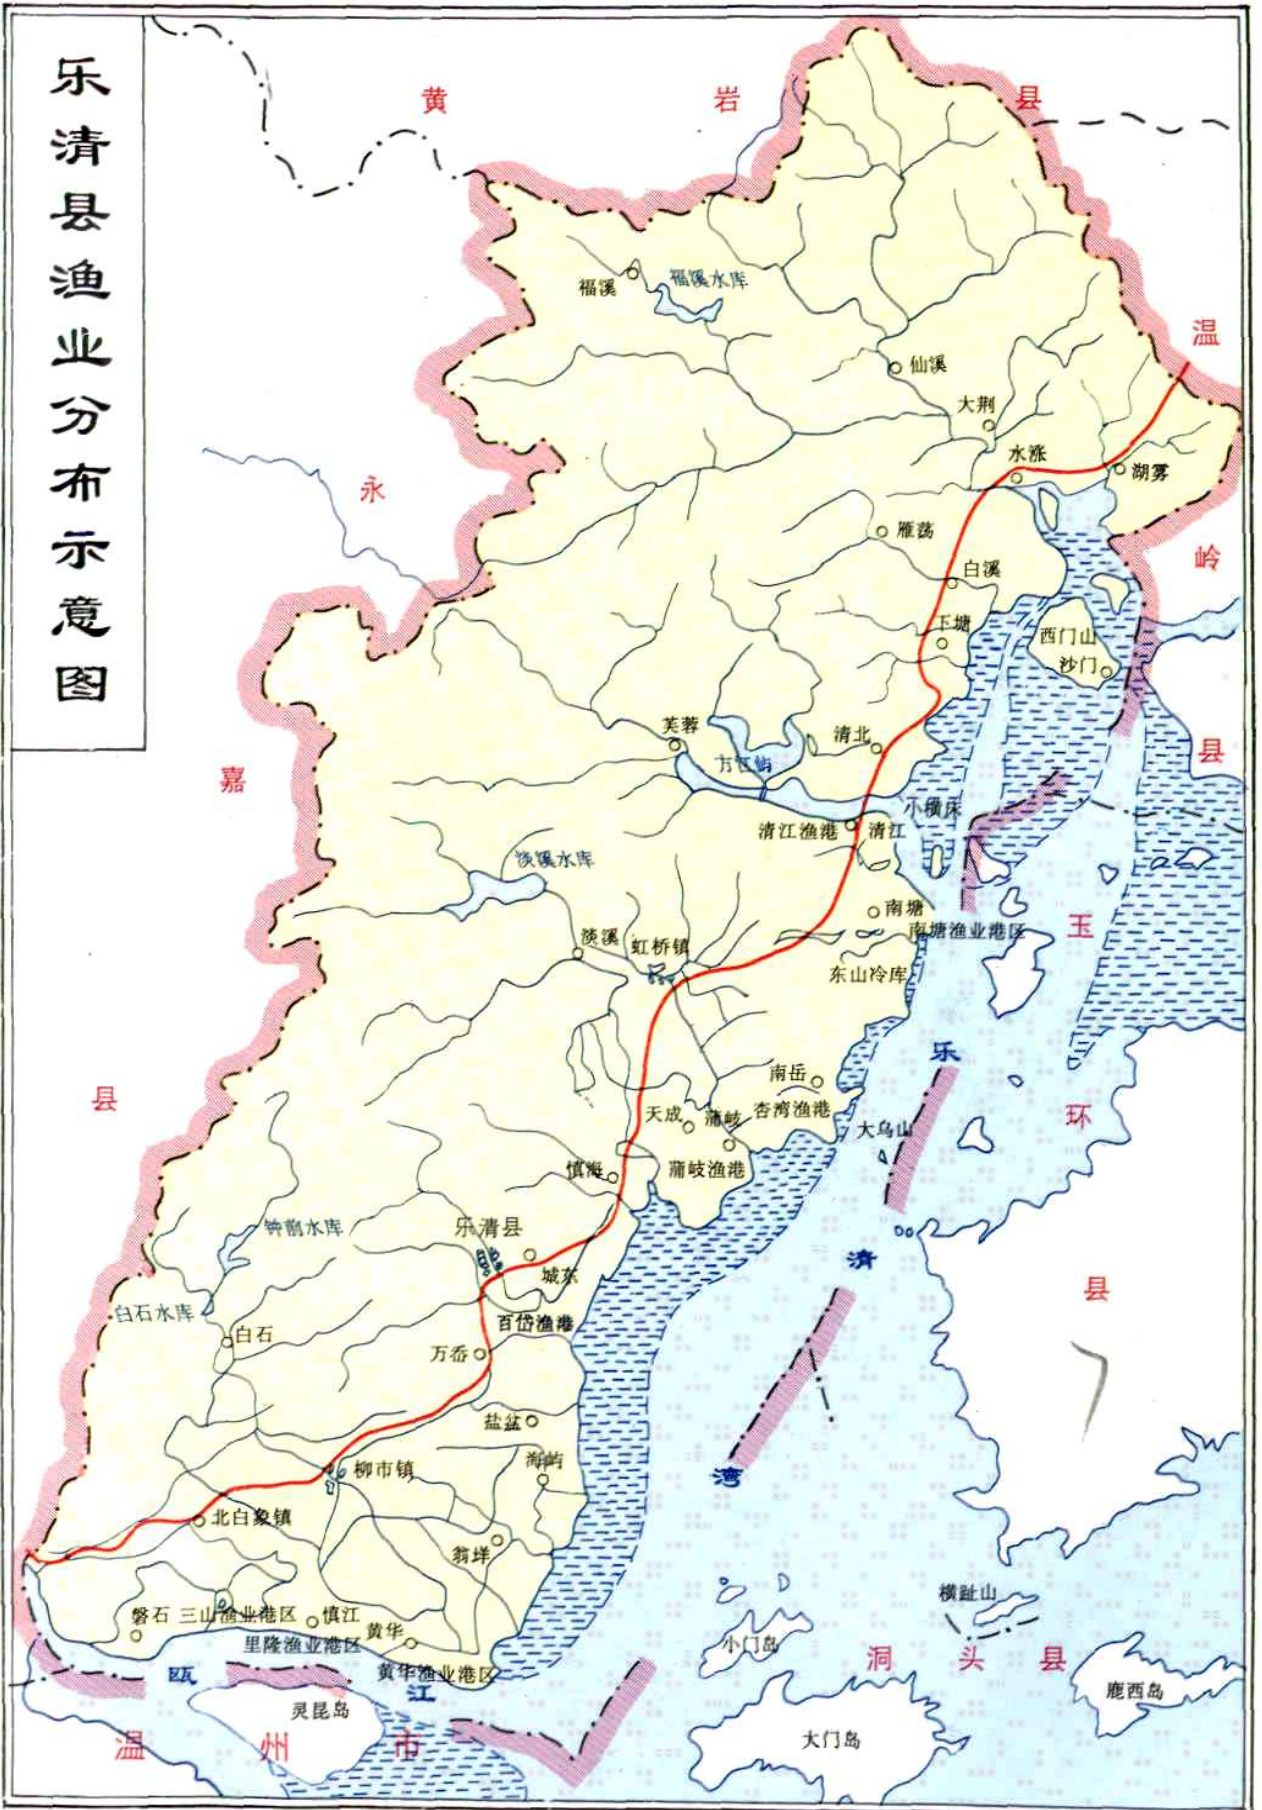 乐清县渔业分布示意图
黄岩县
温岭县
永嘉县
玉环县
洞头县
温州市
乐清湾
瓯江
福溪
福溪水库
仙溪
大荆
水涨
湖雾
雁荡
白溪
下塘
西门山
沙门
芙蓉
方江屿
清北
小横床
清江渔港
清江
淡溪水库
南塘
南塘渔业港区
淡溪
虹桥镇
东山冷库
南岳
杏湾渔港
天成
蒲岐
蒲岐渔港
大乌山
慎海
钟前水库
乐清县
城东
白石水库
白石
百岱渔港
万岙
盐盆
海屿
柳市镇
北白象镇
翁垟
磐石
三山渔业港区
慎江
里隆渔业港区
黄华
黄华渔业港区
灵昆岛
横趾山
小门岛
大门岛
鹿西岛